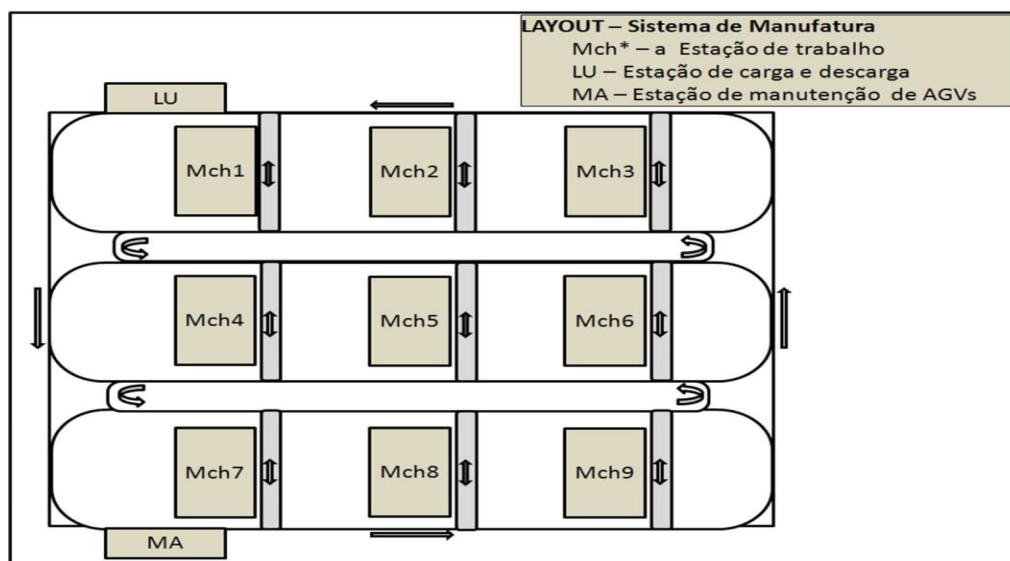 LAYOUT – Sistema de Manufatura
Mch* – a Estação de trabalho
LU – Estação de carga e descarga
MA – Estação de manutenção de AGVs
LU
Mch1
Mch2
Mch3
Mch4
Mch5
Mch6
Mch7
Mch8
Mch9
MA